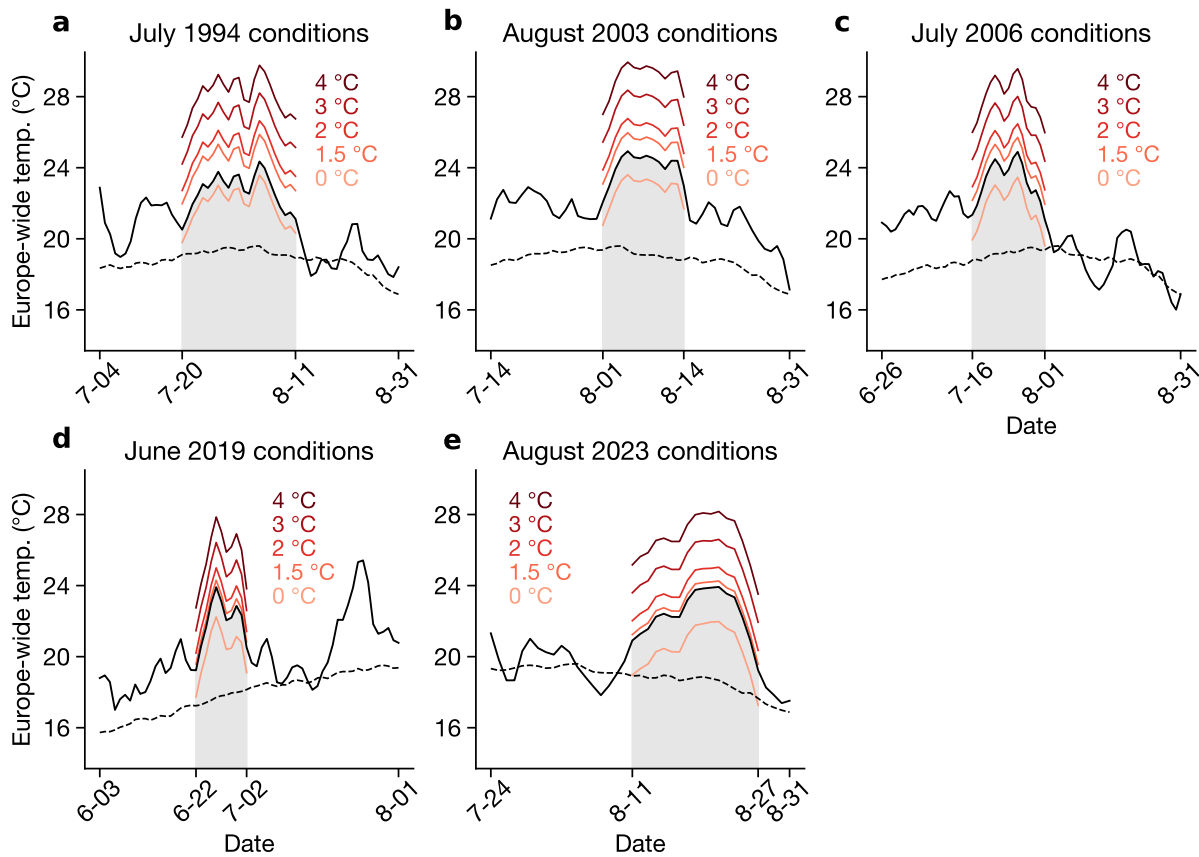 a
July 1994 conditions
Europe-wide temp. (°C)
28
24
20
16
4 °C
3 °C
2 °C
1.5 °C
0 °C
7-04
7-20
8-11
8-31
b
August 2003 conditions
28
24
20
16
4 °C
3 °C
2 °C
1.5 °C
0 °C
7-14
8-01
8-14
8-31
c
July 2006 conditions
28
24
20
16
4 °C
3 °C
2 °C
1.5 °C
0 °C
6-26
7-16
8-01
8-31
Date
d
June 2019 conditions
Europe-wide temp. (°C)
28
24
20
16
4 °C
3 °C
2 °C
1.5 °C
0 °C
6-03
6-22
7-02
8-01
Date
e
August 2023 conditions
28
24
20
16
4 °C
3 °C
2 °C
1.5 °C
0 °C
7-24
8-11
8-27
8-31
Date